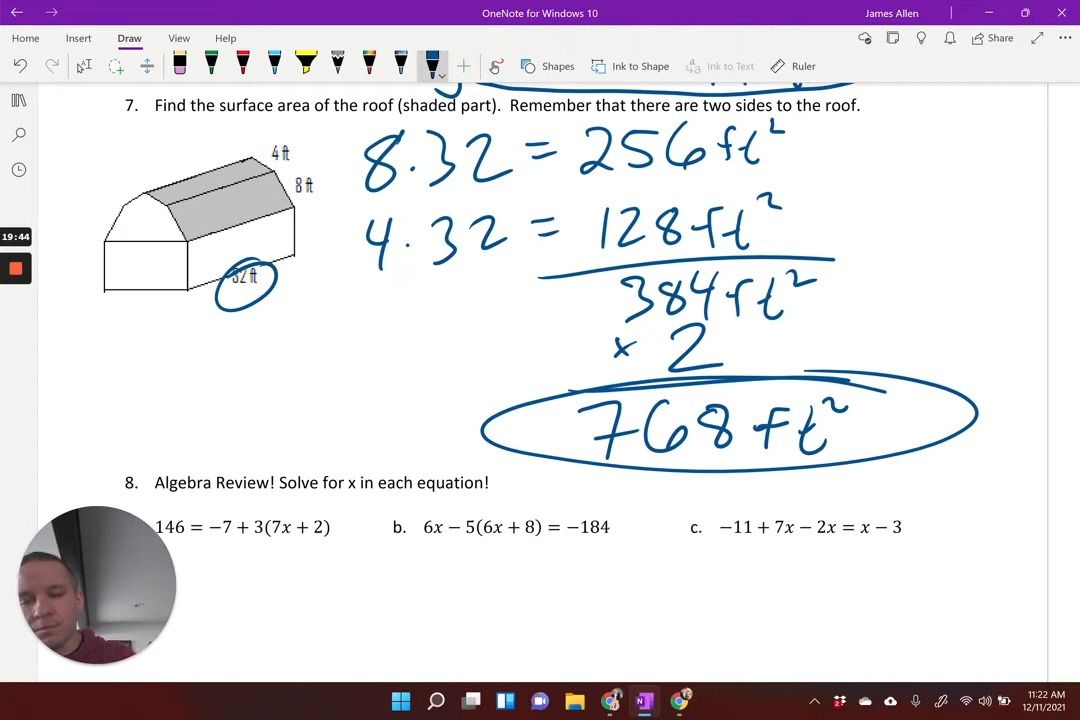 OneNote for Windows 10
James Allen
Home Insert Draw View Help
Share
Shapes Ink to Shape Ink to Text Ruler
7. Find the surface area of the roof (shaded part). Remember that there are two sides to the roof.
4 ft
8 ft
32 ft
8.32 = 256 ft²
4.32 = 128 ft²
384 ft²
x 2
768 ft²
19:44
8. Algebra Review! Solve for x in each equation!
146 = −7 + 3(7x + 2) b. 6x − 5(6x + 8) = −184 c. −11 + 7x − 2x = x − 3
11:22 AM
12/11/2021